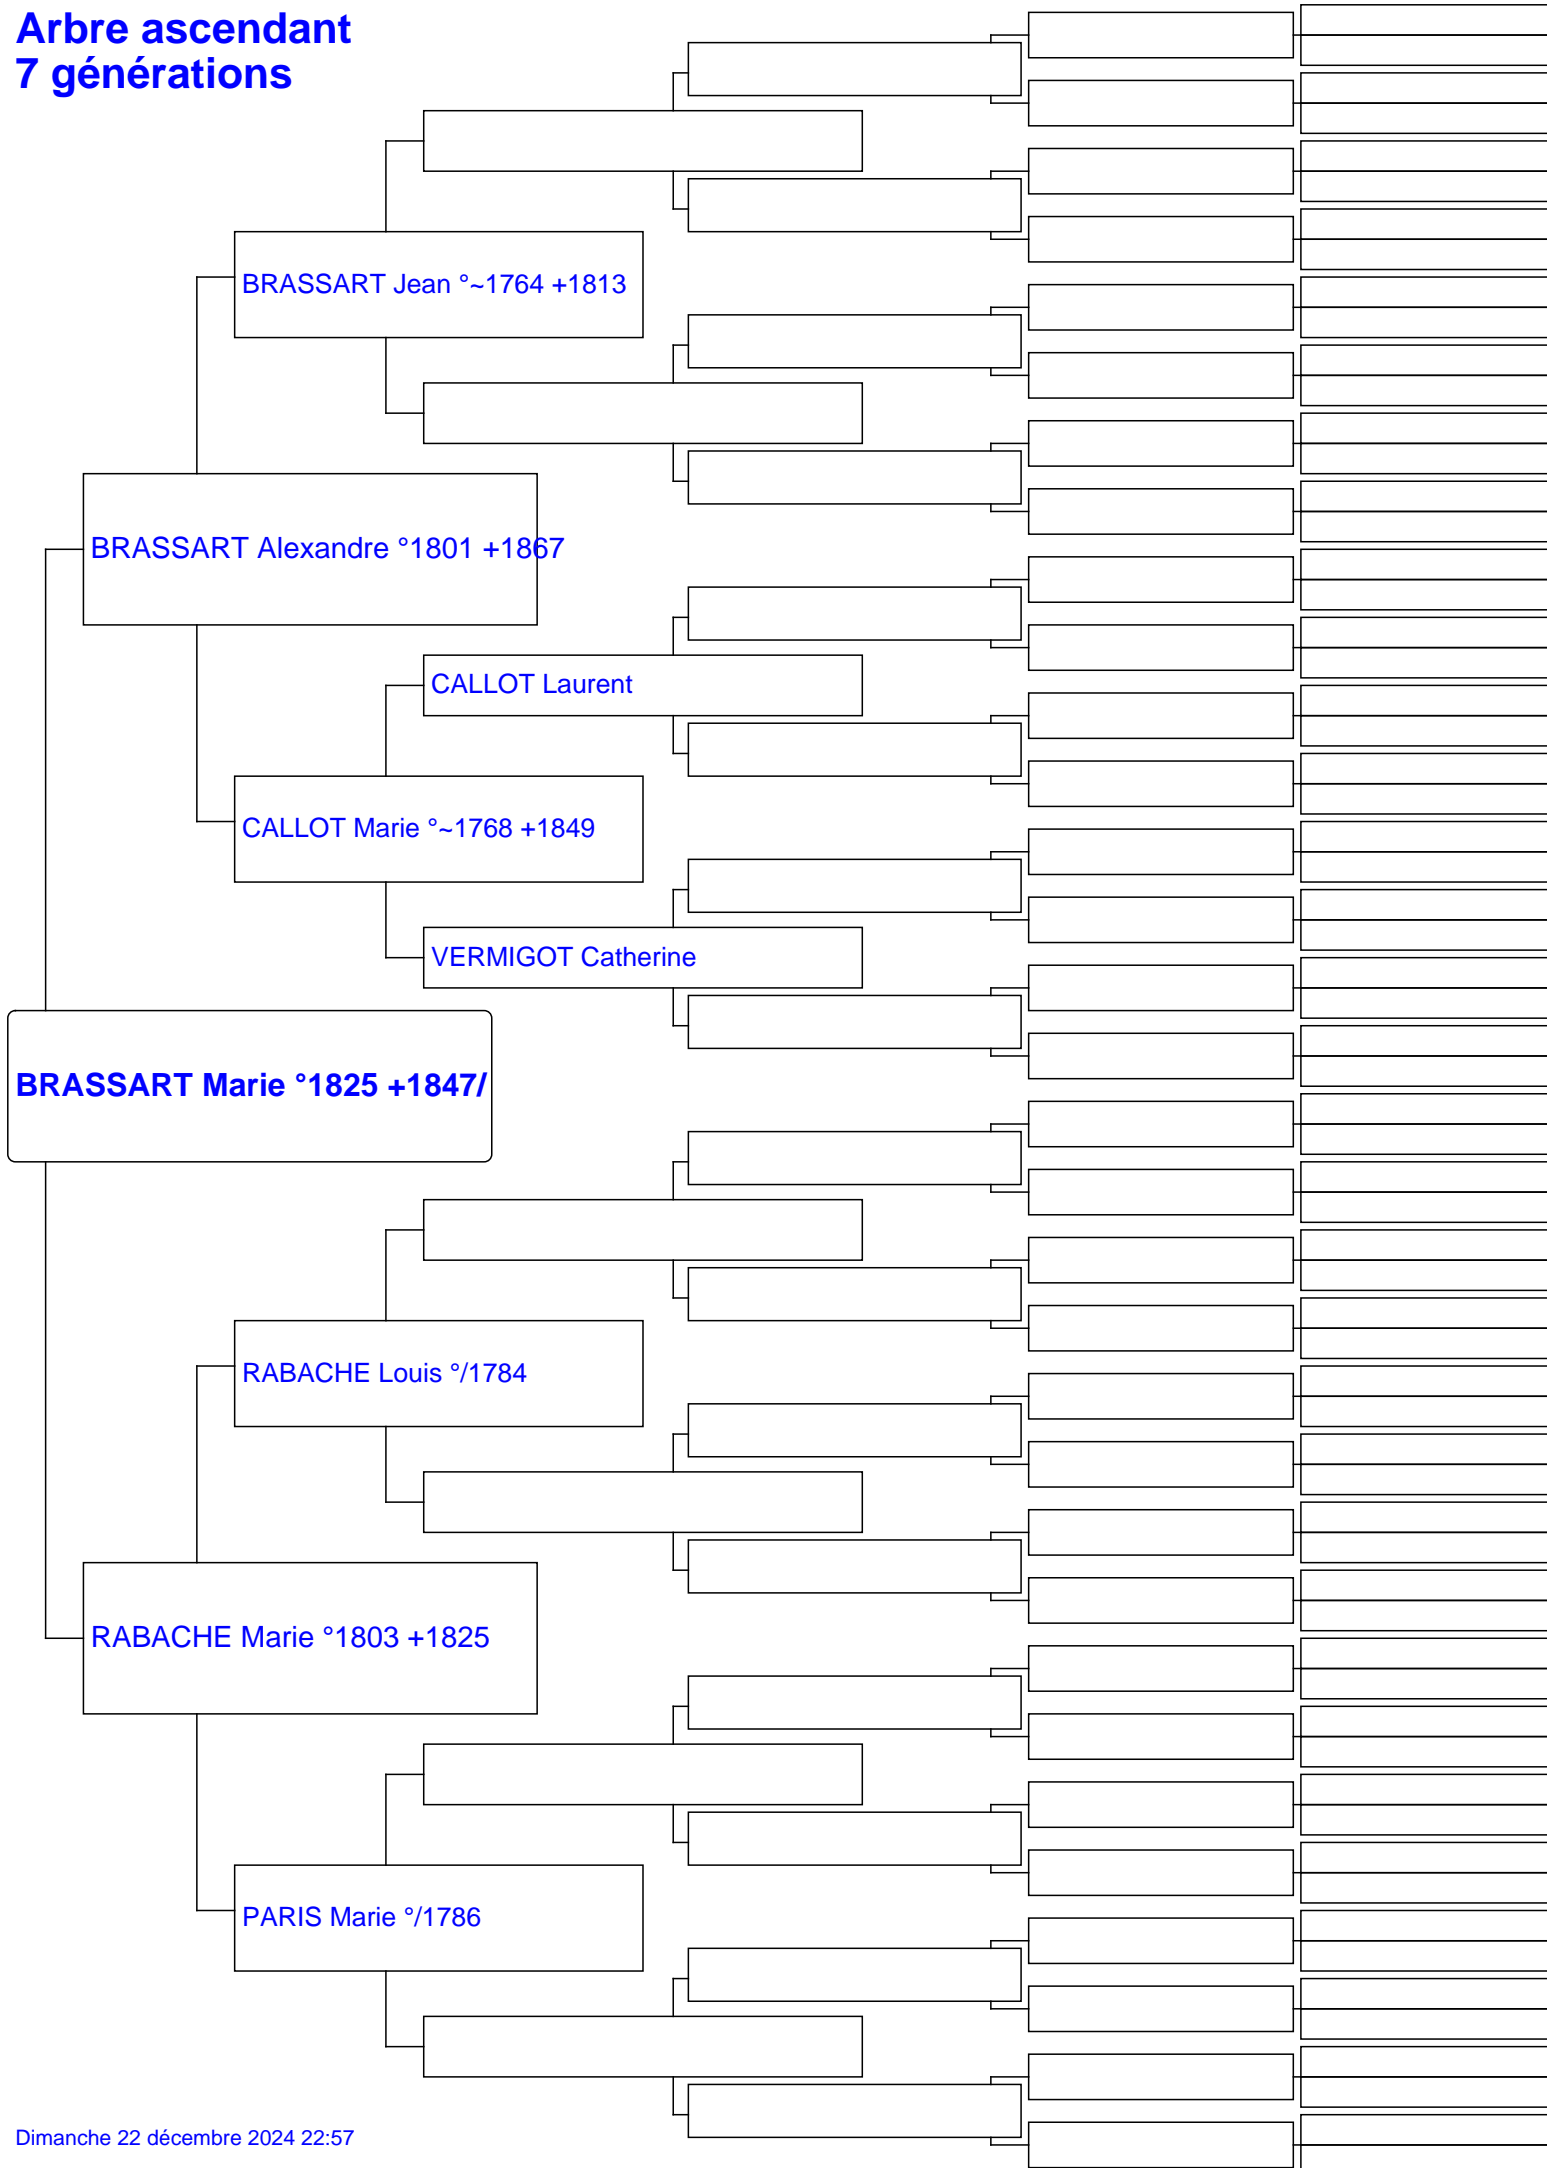 Arbre ascendant
7 générations
BRASSART Jean °~1764 +1813
BRASSART Alexandre °1801 +1867
CALLOT Laurent
CALLOT Marie °~1768 +1849
VERMIGOT Catherine
BRASSART Marie °1825 +1847/
RABACHE Louis °/1784
RABACHE Marie °1803 +1825
PARIS Marie °/1786
Dimanche 22 décembre 2024 22:57